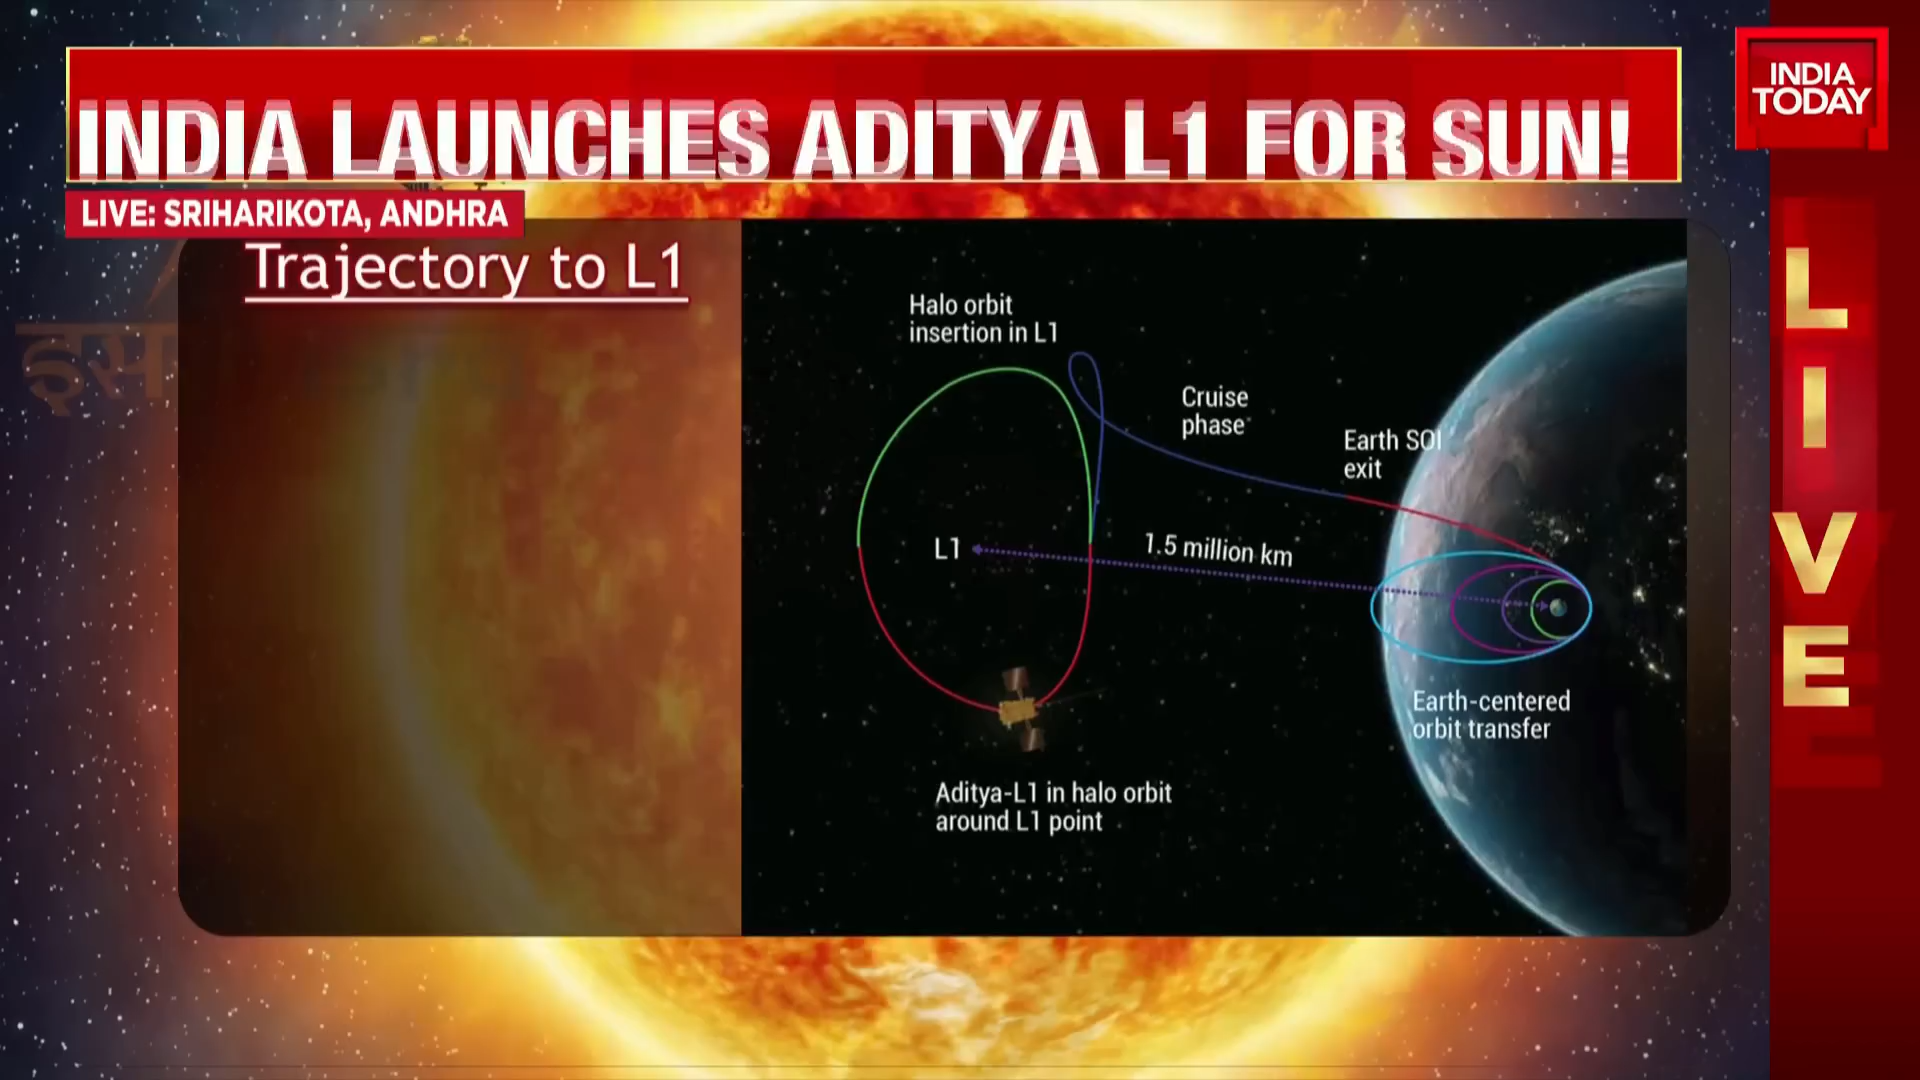 INDIA LAUNCHES ADITYA L1 FOR SUN!
INDIA
TODAY
LIVE: SRIHARIKOTA, ANDHRA
Trajectory to L1
LIVE
Halo orbit
insertion in L1
Cruise
phase
Earth SOI
exit
L1
1.5 million km
Earth-centered
orbit transfer
Aditya-L1 in halo orbit
around L1 point